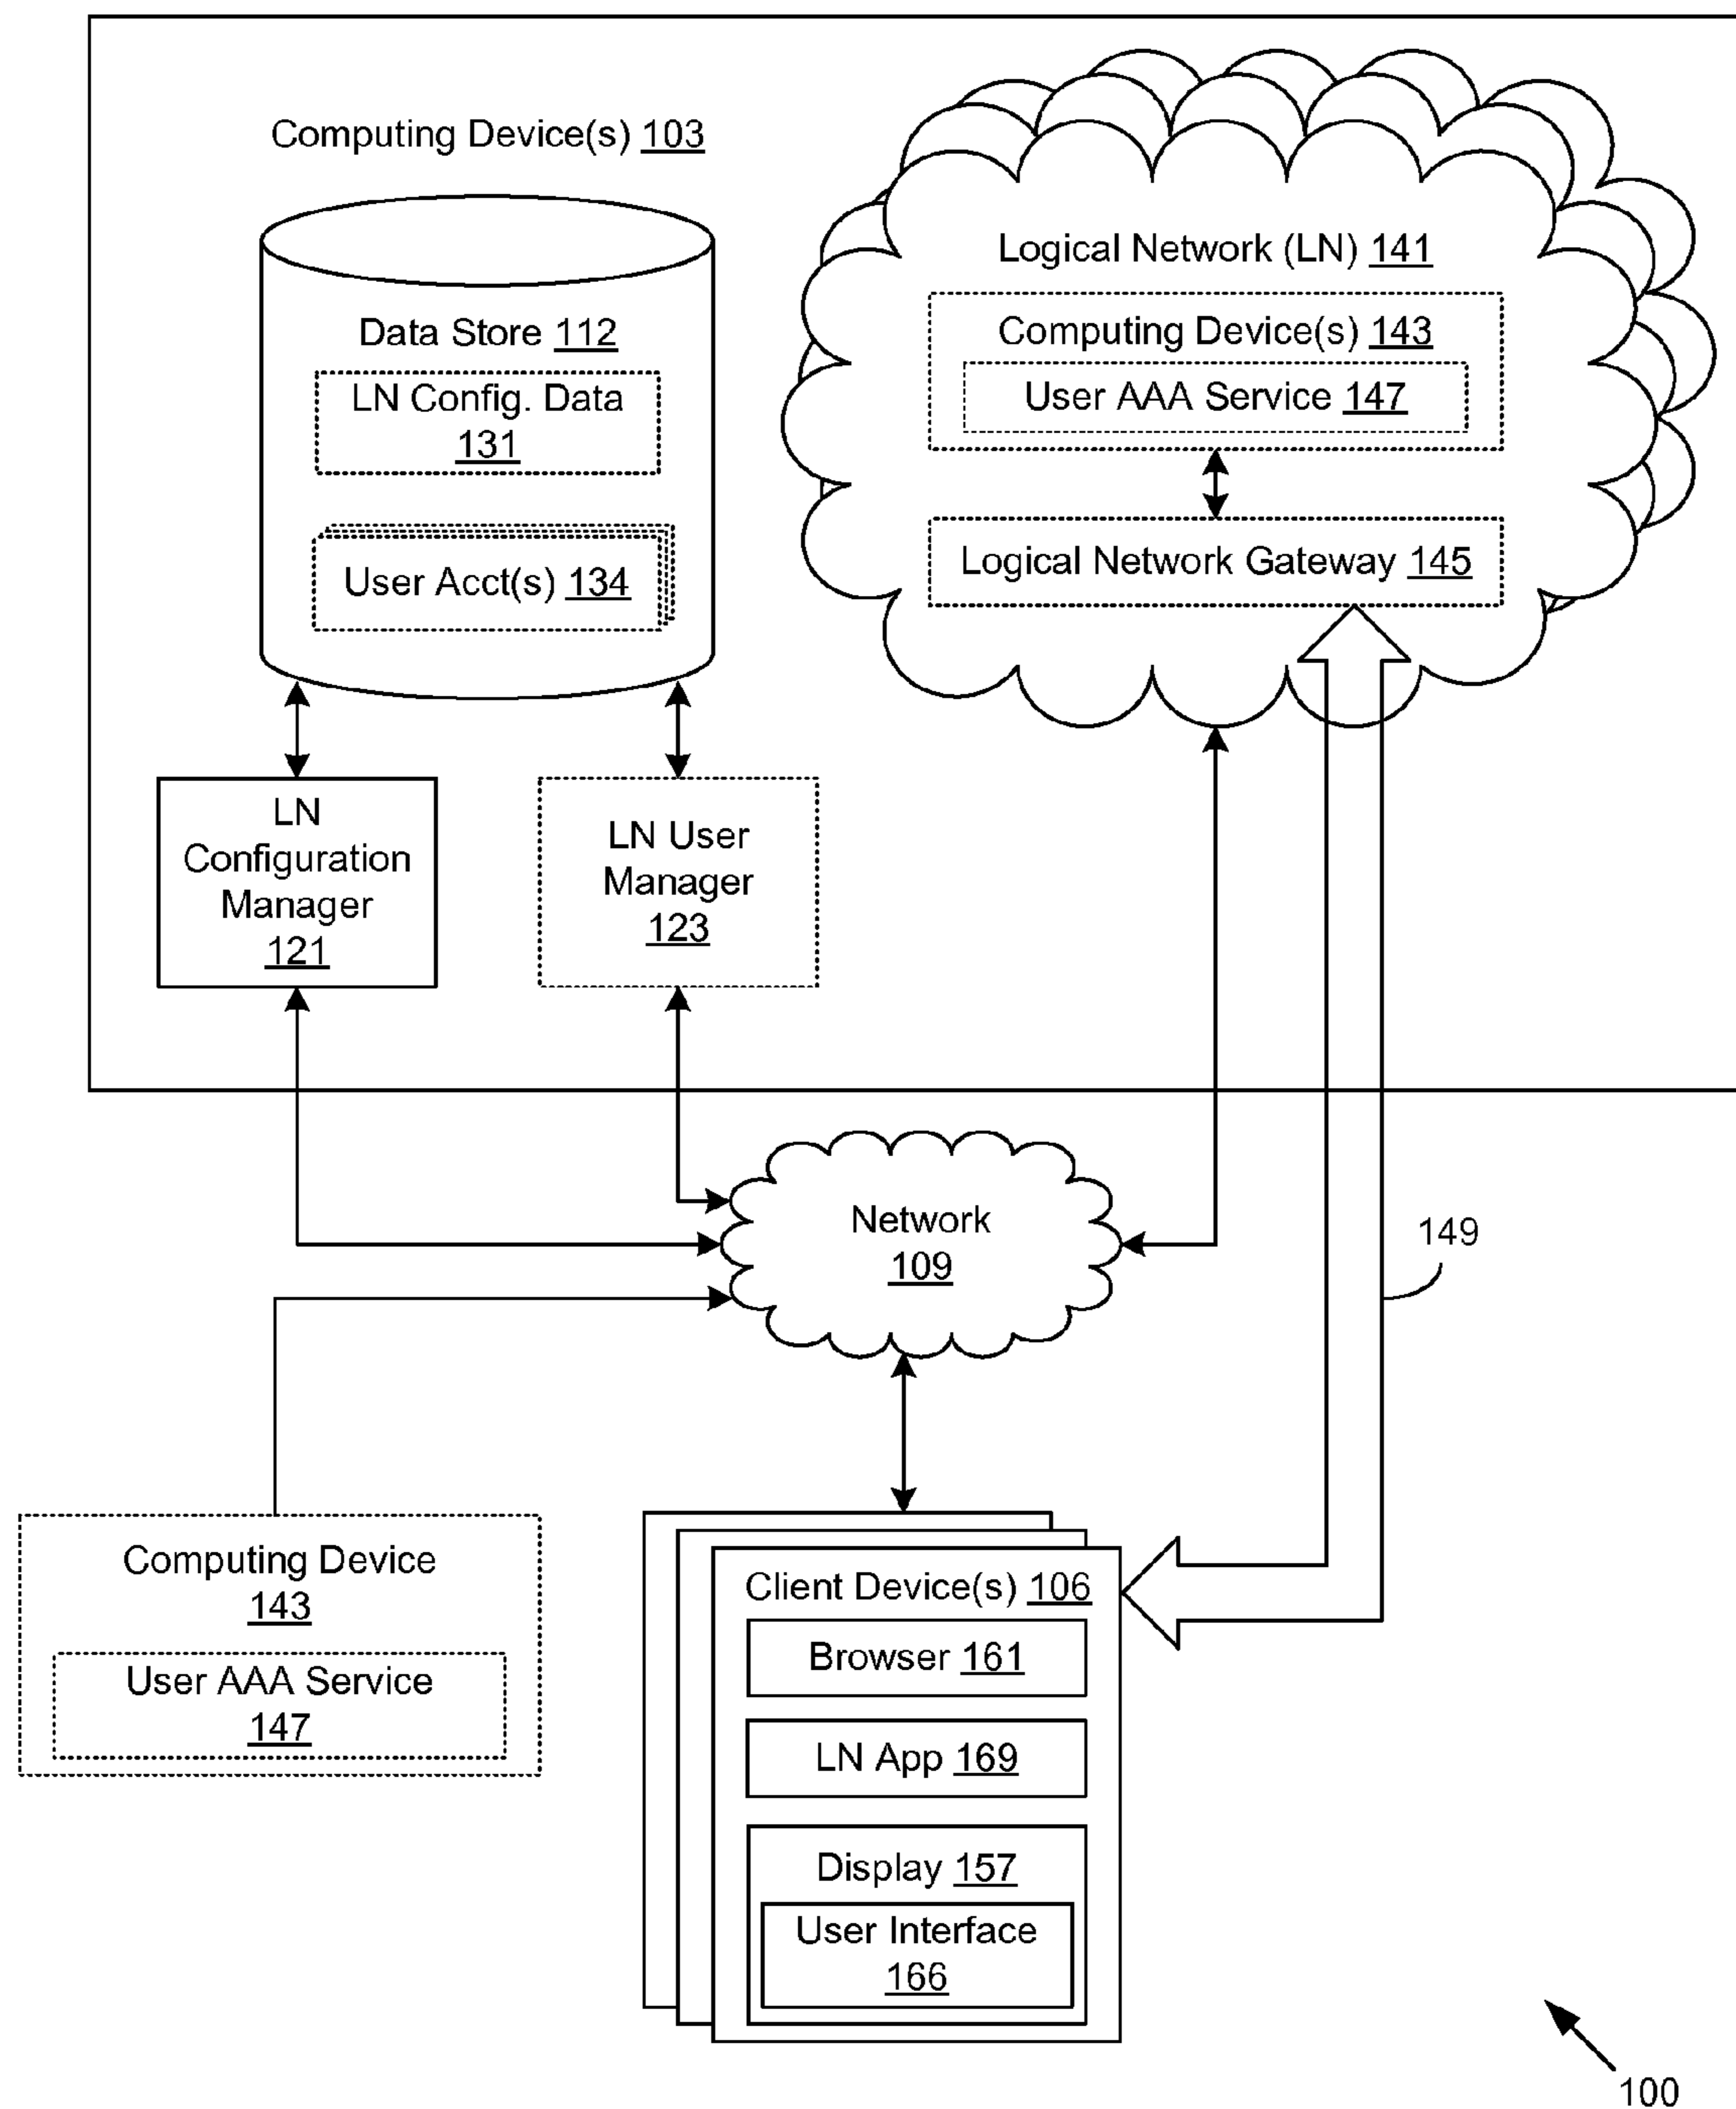 Computing Device(s) 103
Data Store 112
LN Config. Data
131
User Acct(s) 134
Logical Network (LN) 141
Computing Device(s) 143
User AAA Service 147
Logical Network Gateway 145
LN
Configuration
Manager
121
LN User
Manager
123
Network
109
149
Computing Device
143
User AAA Service
147
Client Device(s) 106
Browser 161
LN App 169
Display 157
User Interface
166
100